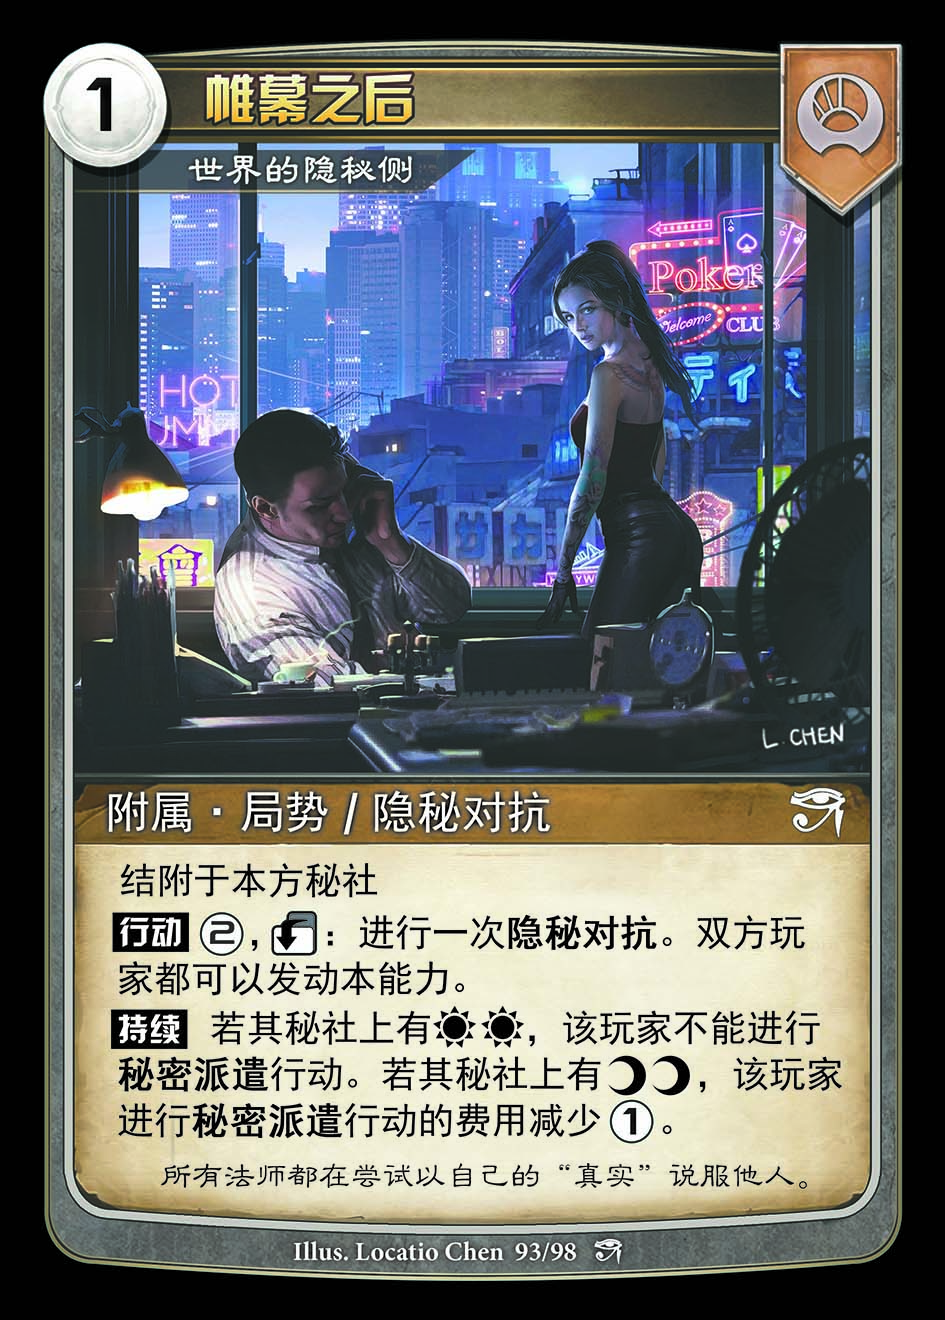 1
帷幕之后
世界的隐秘侧
Poker
Welcome
CLUB
HOT
L. CHEN
附属·局势 / 隐秘对抗
结附于本方秘社
行动 2，：进行一次隐秘对抗。双方玩
家都可以发动本能力。
持续 若其秘社上有，该玩家不能进行
秘密派遣行动。若其秘社上有，该玩家
进行秘密派遣行动的费用减少 1。
所有法师都在尝试以自己的“真实”说服他人。
Illus. Locatio Chen 93/98